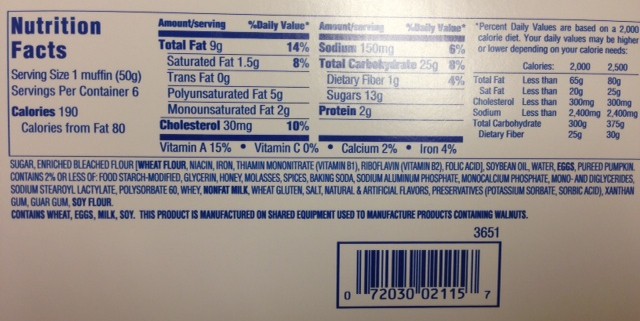 Nutrition
Facts
Serving Size 1 muffin (50g)
Servings Per Container 6
Calories 190
Calories from Fat 80
Amount/serving %Daily Value*
Total Fat 9g 14%
Saturated Fat 1.5g 8%
Trans Fat 0g
Polyunsaturated Fat 5g
Monounsaturated Fat 2g
Cholesterol 30mg 10%
Amount/serving %Daily Value*
Sodium 150mg 6%
Total Carbohydrate 25g 8%
Dietary Fiber 1g 4%
Sugars 13g
Protein 2g
Vitamin A 15% • Vitamin C 0% • Calcium 2% • Iron 4%
*Percent Daily Values are based on a 2,000
calorie diet. Your daily values may be higher
or lower depending on your calorie needs:
Calories: 2,000 2,500
Total Fat Less than 65g 80g
Sat Fat Less than 20g 25g
Cholesterol Less than 300mg 300mg
Sodium Less than 2,400mg 2,400mg
Total Carbohydrate 300g 375g
Dietary Fiber 25g 30g
SUGAR, ENRICHED BLEACHED FLOUR [WHEAT FLOUR, NIACIN, IRON, THIAMIN MONONITRATE (VITAMIN B1), RIBOFLAVIN (VITAMIN B2), FOLIC ACID], SOYBEAN OIL, WATER, EGGS, PUREED PUMPKIN,
CONTAINS 2% OR LESS OF: FOOD STARCH-MODIFIED, GLYCERIN, HONEY, MOLASSES, SPICES, BAKING SODA, SODIUM ALUMINUM PHOSPHATE, MONOCALCIUM PHOSPHATE, MONO- AND DIGLYCERIDES,
SODIUM STEAROYL LACTYLATE, POLYSORBATE 60, WHEY, NONFAT MILK, WHEAT GLUTEN, SALT, NATURAL & ARTIFICIAL FLAVORS, PRESERVATIVES (POTASSIUM SORBATE, SORBIC ACID), XANTHAN
GUM, GUAR GUM, SOY FLOUR.
CONTAINS WHEAT, EGGS, MILK, SOY. THIS PRODUCT IS MANUFACTURED ON SHARED EQUIPMENT USED TO MANUFACTURE PRODUCTS CONTAINING WALNUTS.
3651
0 72030 02115 7